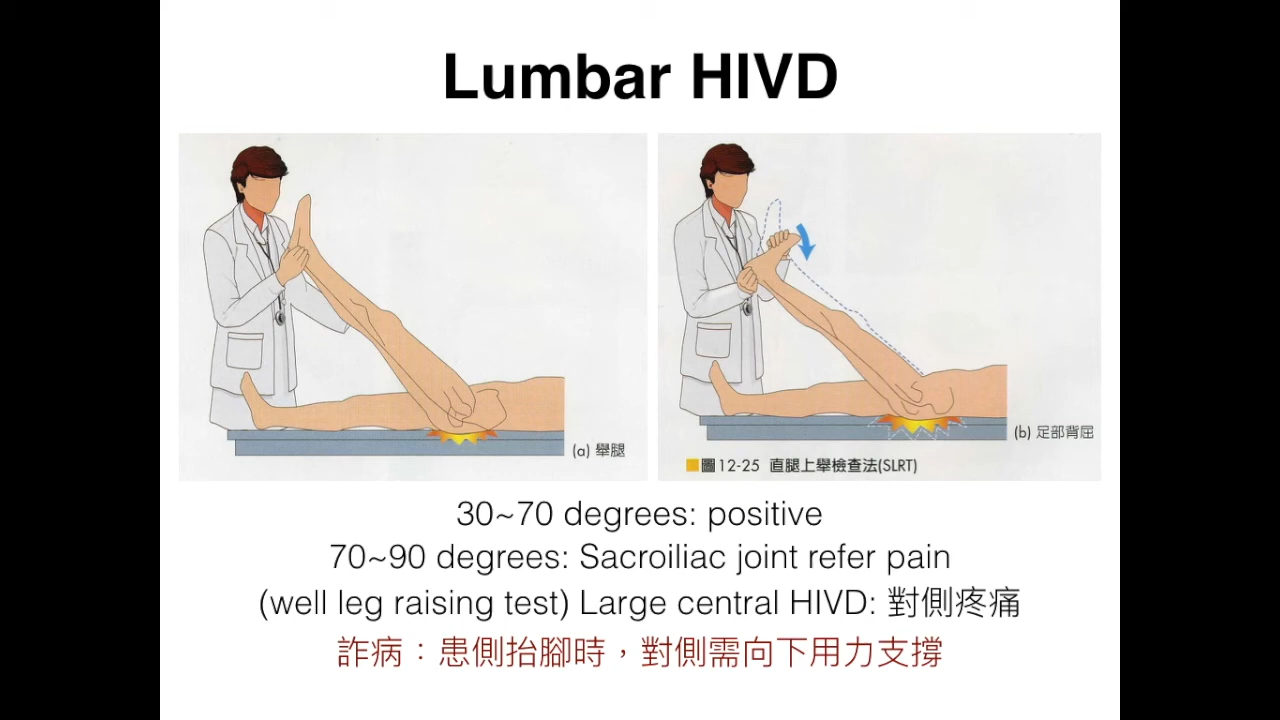 Lumbar HIVD
(a) 舉腿
(b) 足部背屈
圖12-25 直腿上舉檢查法(SLRT)
30~70 degrees: positive
70~90 degrees: Sacroiliac joint refer pain
(well leg raising test) Large central HIVD: 對側疼痛
詐病：患側抬腳時，對側需向下用力支撐